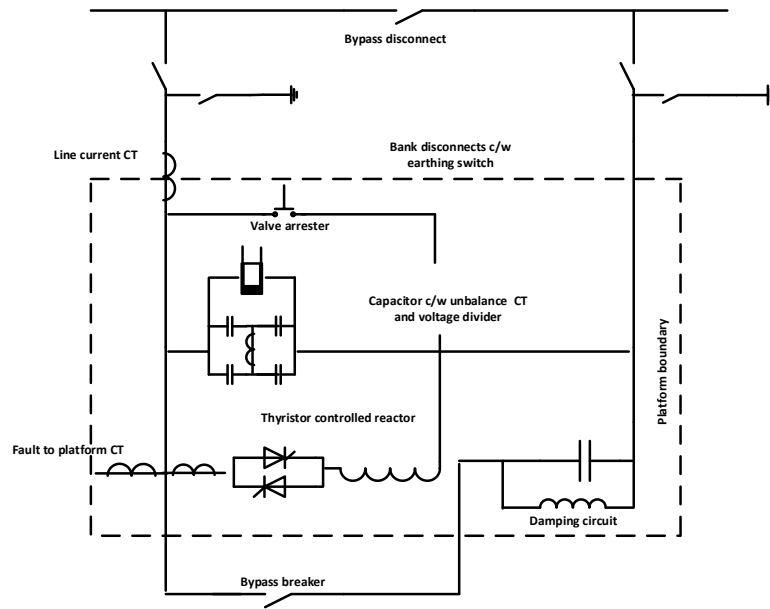 Bypass disconnect
Line current CT
Bank disconnects c/w
earthing switch
Valve arrester
Capacitor c/w unbalance CT
and voltage divider
Platform boundary
Thyristor controlled reactor
Fault to platform CT
Damping circuit
Bypass breaker